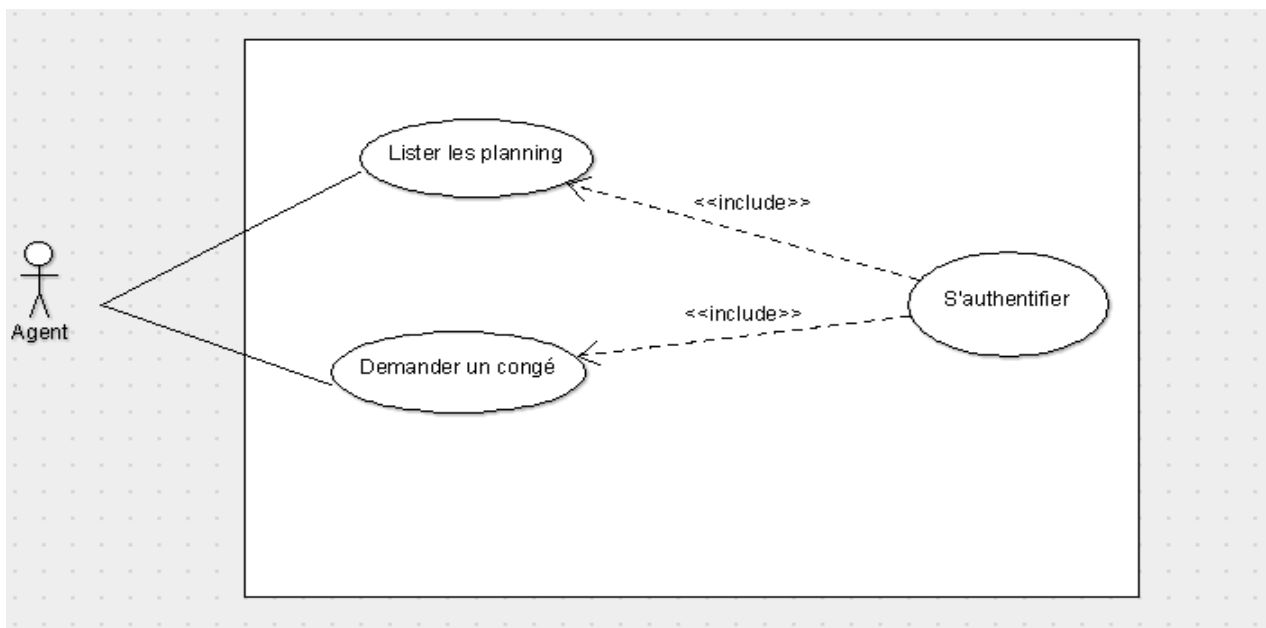 Lister les planning
<<include>>
S'authentifier
<<include>>
Agent
Demander un congé